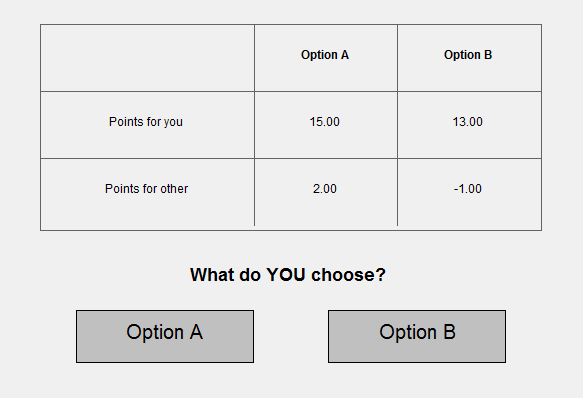 Option A Option B
Points for you 15.00 13.00
Points for other 2.00 -1.00
What do YOU choose?
Option A Option B